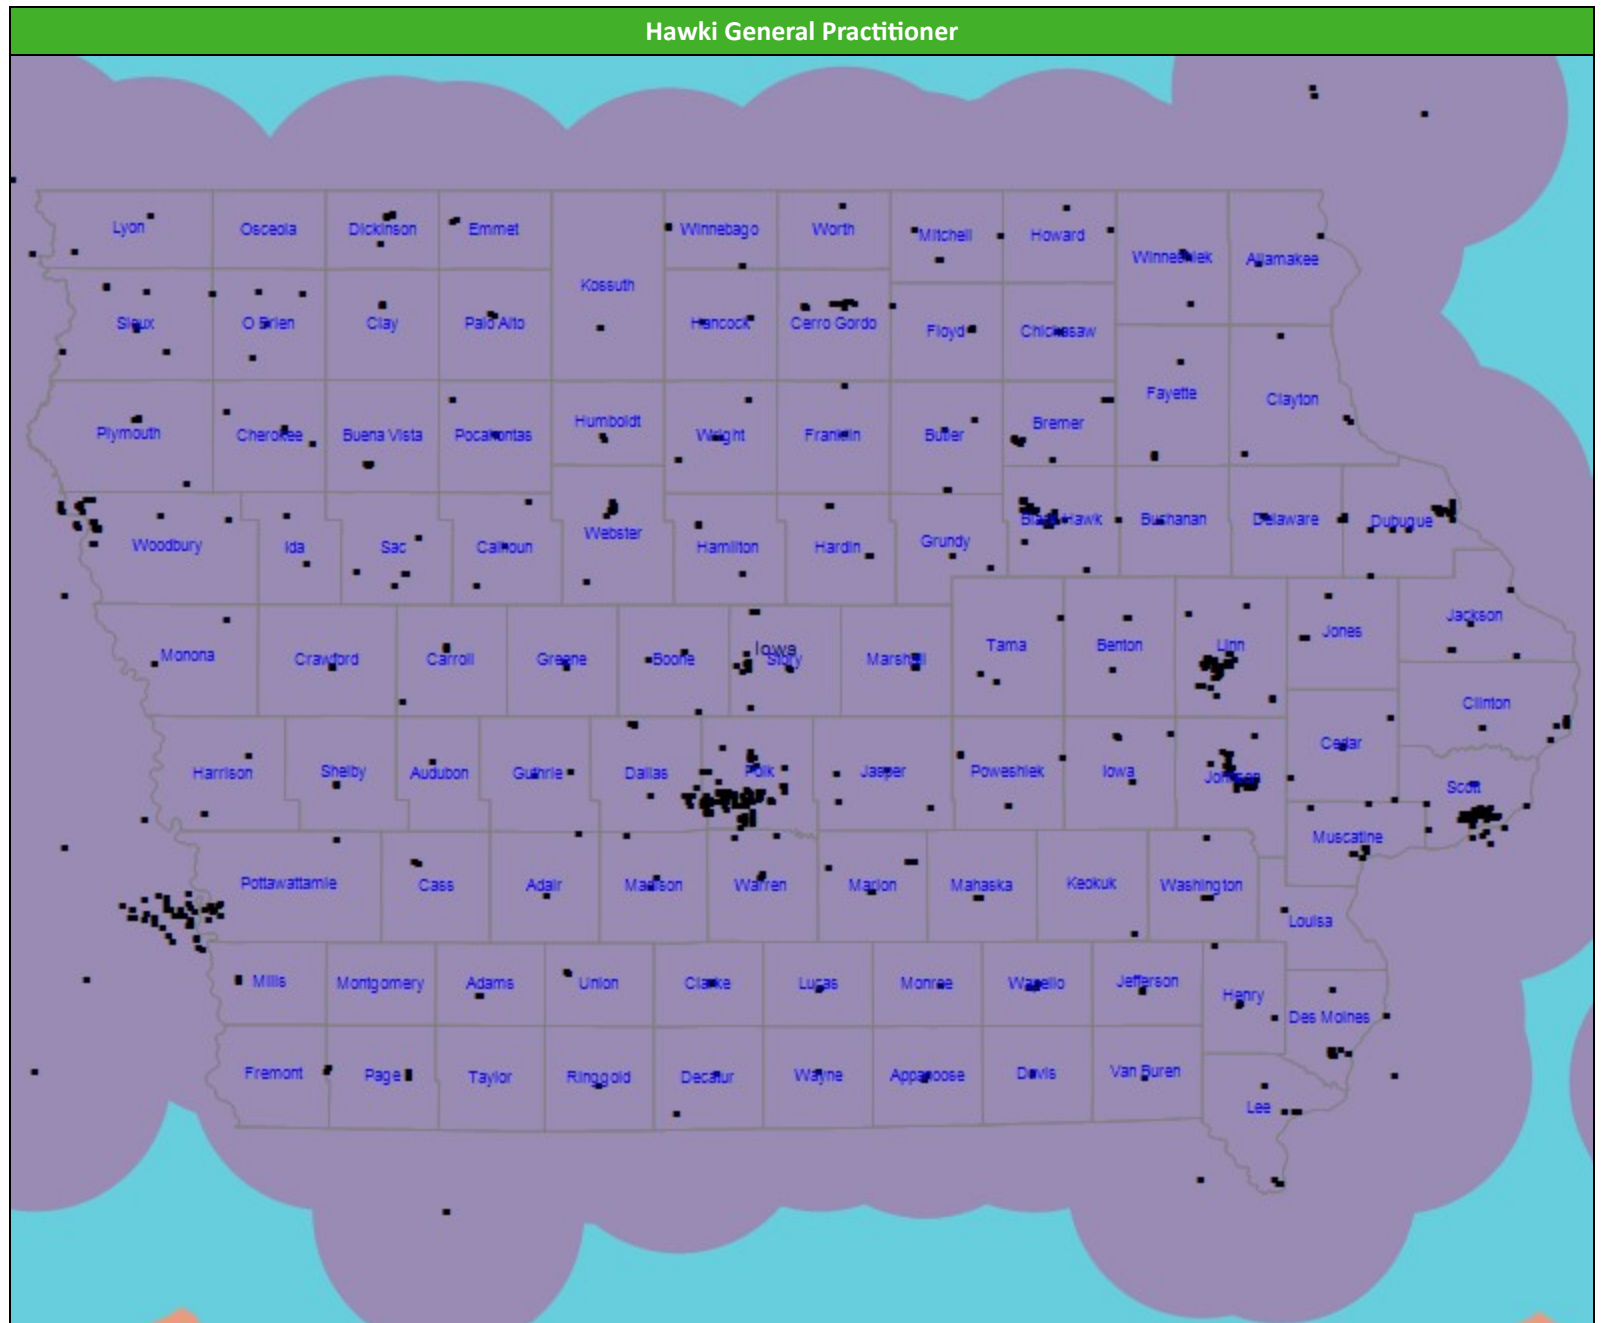 Hawki General Practitioner
Lyon
Osceola
Dickinson
Emmet
Winnebago
Worth
Mitchell
Howard
Winneshiek
Allamakee
Kossuth
Sioux
O Brien
Clay
Palo Alto
Hancock
Cerro Gordo
Floyd
Chickasaw
Fayette
Clayton
Plymouth
Cherokee
Buena Vista
Pocahontas
Humboldt
Wright
Franklin
Butler
Bremer
Woodbury
Ida
Sac
Calhoun
Webster
Hamilton
Hardin
Grundy
Black Hawk
Buchanan
Delaware
Dubuque
Monona
Crawford
Carroll
Greene
Boone
Iowa
Story
Marshall
Tama
Benton
Linn
Jones
Jackson
Clinton
Harrison
Shelby
Audubon
Guthrie
Dallas
Polk
Jasper
Poweshiek
Iowa
Johnson
Cedar
Scott
Muscatine
Pottawattamie
Cass
Adair
Madison
Warren
Marion
Mahaska
Keokuk
Washington
Louisa
Mills
Montgomery
Adams
Union
Clarke
Lucas
Monroe
Wapello
Jefferson
Henry
Des Moines
Fremont
Page
Taylor
Ringgold
Decatur
Wayne
Appanoose
Davis
Van Buren
Lee